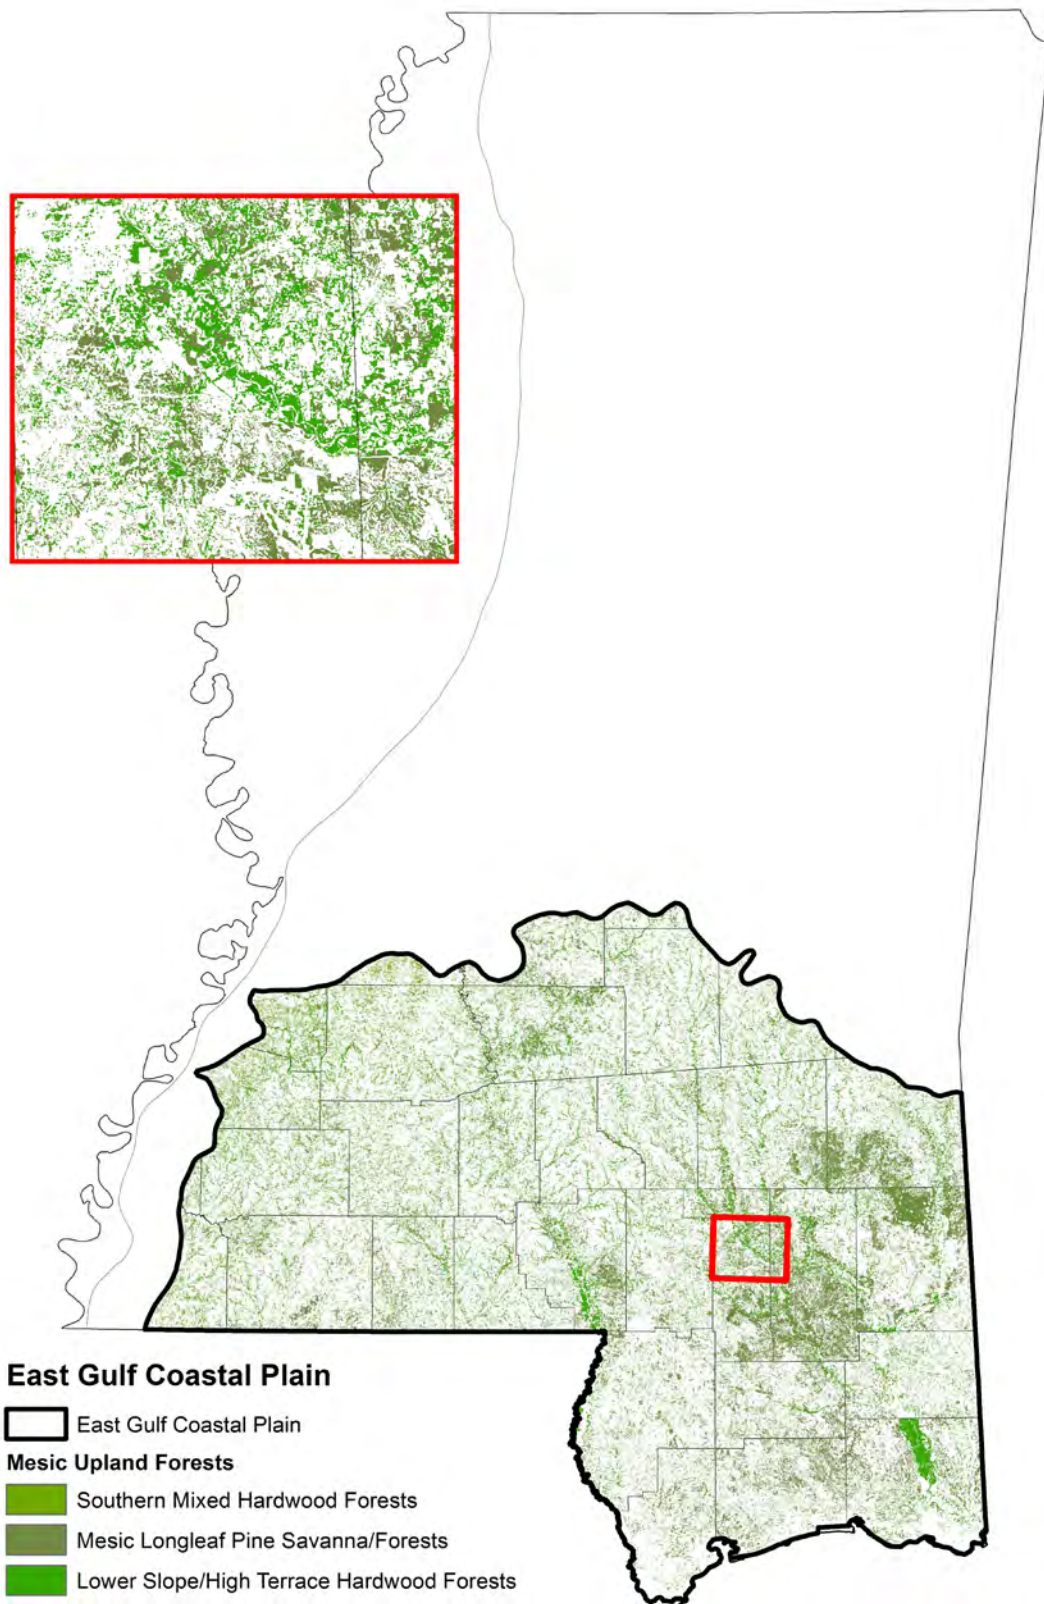 East Gulf Coastal Plain
East Gulf Coastal Plain
Mesic Upland Forests
Southern Mixed Hardwood Forests
Mesic Longleaf Pine Savanna/Forests
Lower Slope/High Terrace Hardwood Forests